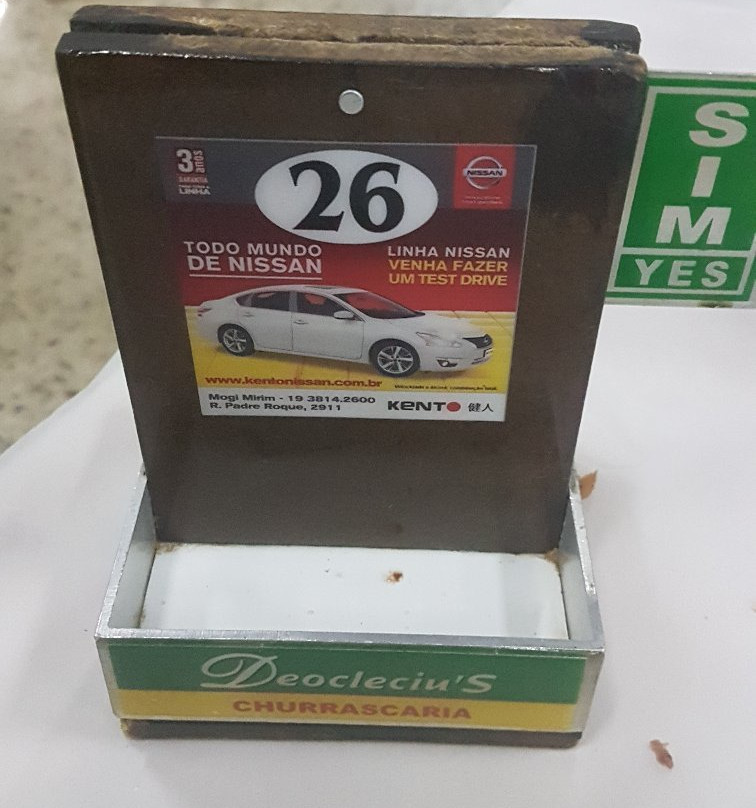 3 anos
GARANTIA
LINHA
26
NISSAN
TODO MUNDO
DE NISSAN
LINHA NISSAN
VENHA FAZER
UM TEST DRIVE
www.kentonissan.com.br
Mogi Mirim - 19 3814.2600
R. Padre Roque, 2911
KENTO 健人
SIM
YES
Deocleciu's
CHURRASCARIA